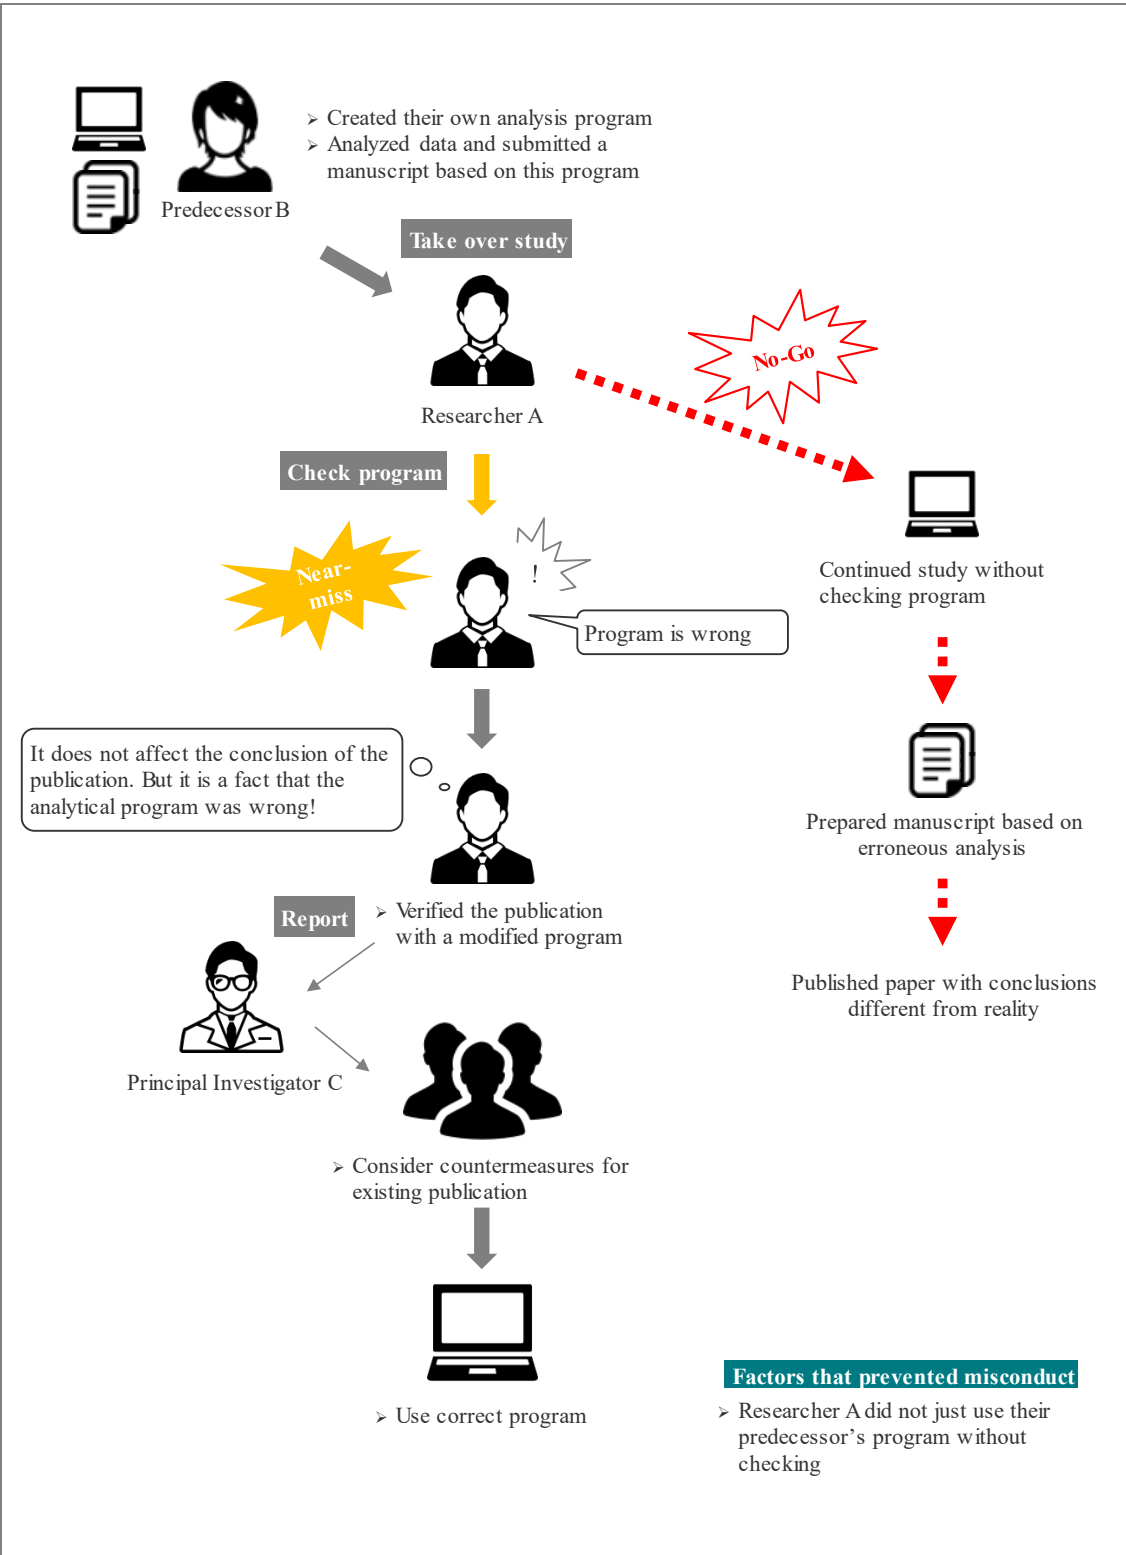 ➢ Created their own analysis program
➢ Analyzed data and submitted a
manuscript based on this program
Predecessor B
Take over study
No-Go
Researcher A
Check program
Near-
miss
!
Program is wrong
Continued study without
checking program
It does not affect the conclusion of the
publication. But it is a fact that the
analytical program was wrong!
Prepared manuscript based on
erroneous analysis
Report
➢ Verified the publication
with a modified program
Published paper with conclusions
different from reality
Principal Investigator C
➢ Consider countermeasures for
existing publication
➢ Use correct program
Factors that prevented misconduct
➢ Researcher A did not just use their
predecessor’s program without
checking